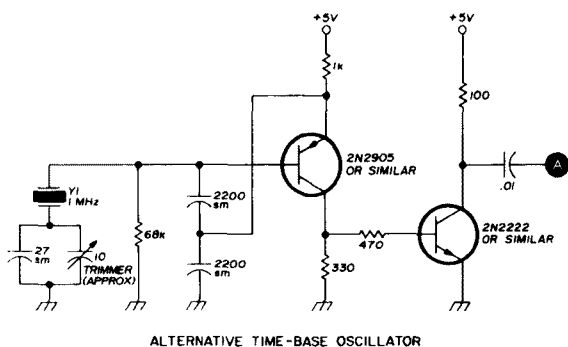 +5V
+5V
1k
100
2N2905
OR SIMILAR
Y1
1 MHz
2200
sm
.01
A
68k
2N2222
OR SIMILAR
27
sm
10
TRIMMER
(APPROX)
470
2200
sm
330
ALTERNATIVE TIME-BASE OSCILLATOR